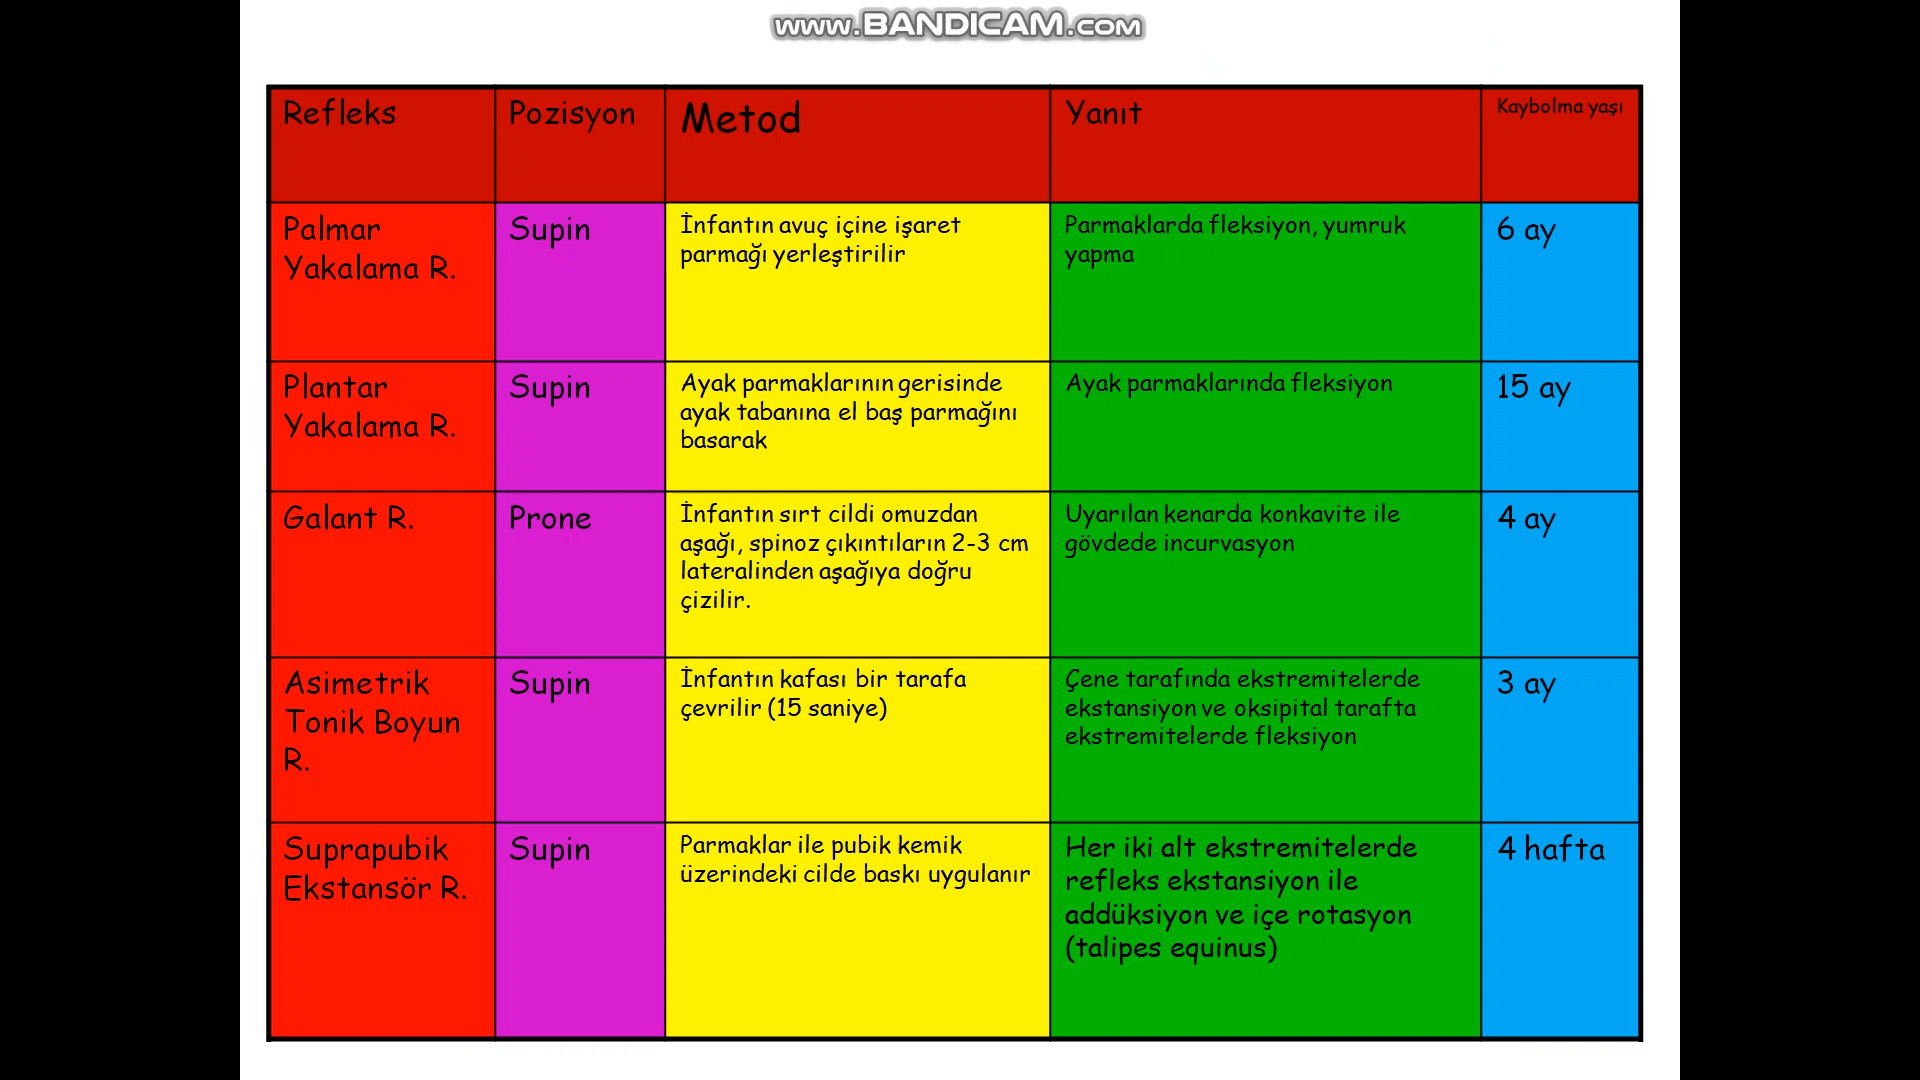 www.BANDICAM.com
Refleks
Pozisyon
Metod
Yanıt
Kaybolma yaşı
Palmar
Yakalama R.
Supin
İnfantın avuç içine işaret
parmağı yerleştirilir
Parmaklarda fleksiyon, yumruk
yapma
6 ay
Plantar
Yakalama R.
Supin
Ayak parmaklarının gerisinde
ayak tabanına el baş parmağını
basarak
Ayak parmaklarında fleksiyon
15 ay
Galant R.
Prone
İnfantın sırt cildi omuzdan
aşağı, spinoz çıkıntıların 2-3 cm
lateralinden aşağıya doğru
çizilir.
Uyarılan kenarda konkavite ile
gövdede incurvasyon
4 ay
Asimetrik
Tonik Boyun
R.
Supin
İnfantın kafası bir tarafa
çevrilir (15 saniye)
Çene tarafında ekstremitelerde
ekstansiyon ve oksipital tarafta
ekstremitelerde fleksiyon
3 ay
Suprapubik
Ekstansör R.
Supin
Parmaklar ile pubik kemik
üzerindeki cilde baskı uygulanır
Her iki alt ekstremitelerde
refleks ekstansiyon ile
addüksiyon ve içe rotasyon
(talipes equinus)
4 hafta